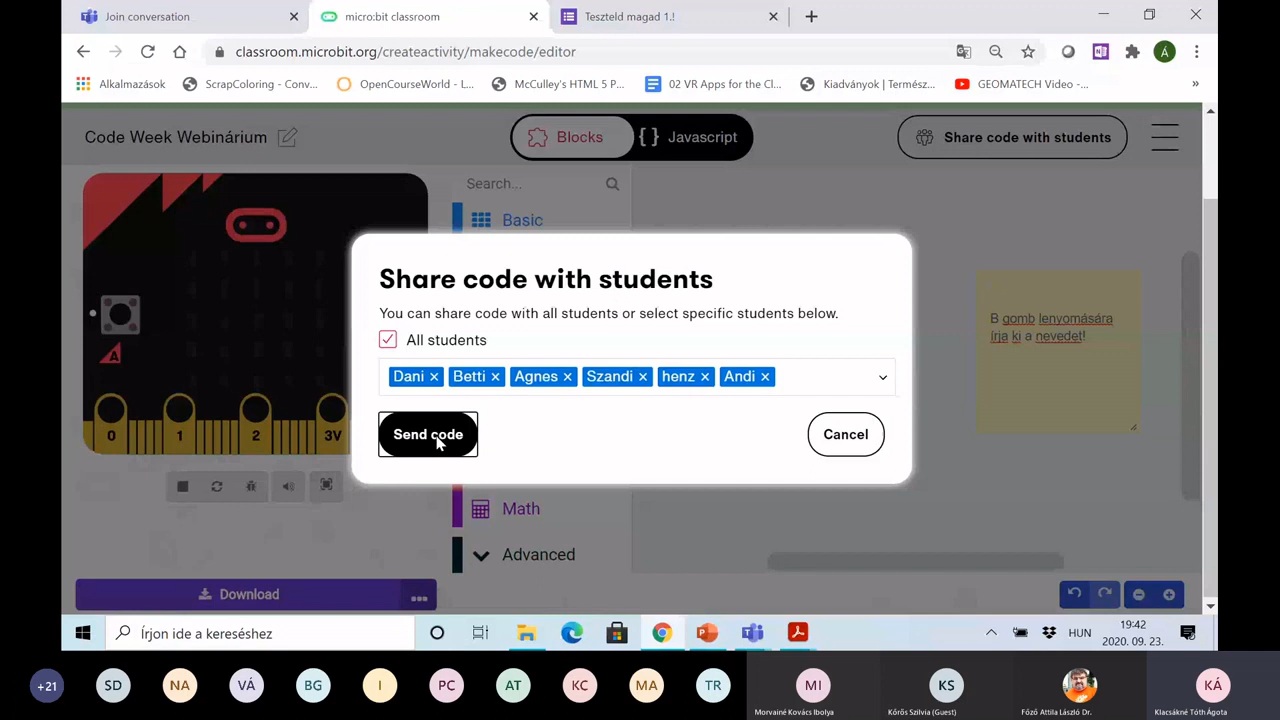 Join conversation
micro:bit classroom
Teszteld magad 1.!
classroom.microbit.org/createactivity/makecode/editor
Á
Alkalmazások
ScrapColoring - Conv...
OpenCourseWorld - L...
McCulley's HTML 5 P...
02 VR Apps for the Cl...
Kiadványok | Termész...
GEOMATECH Video -...
»
Code Week Webinárium
Blocks
{ } Javascript
Share code with students
Search...
Basic
Share code with students
You can share code with all students or select specific students below.
All students
Dani × Betti × Agnes × Szandi × henz × Andi ×
Send code
Cancel
B gomb lenyomására
írja ki a nevedet!
A
0 1 2 3V
Math
Advanced
Download
...
Írjon ide a kereséshez
HUN
19:42
2020. 09. 23.
+21
SD
NA
VÁ
BG
I
PC
AT
KC
MA
TR
MI
KS
KÁ
Morvainé Kovács Ibolya
Kőrös Szilvia (Guest)
Főző Attila László Dr.
Klacsákné Tóth Ágota